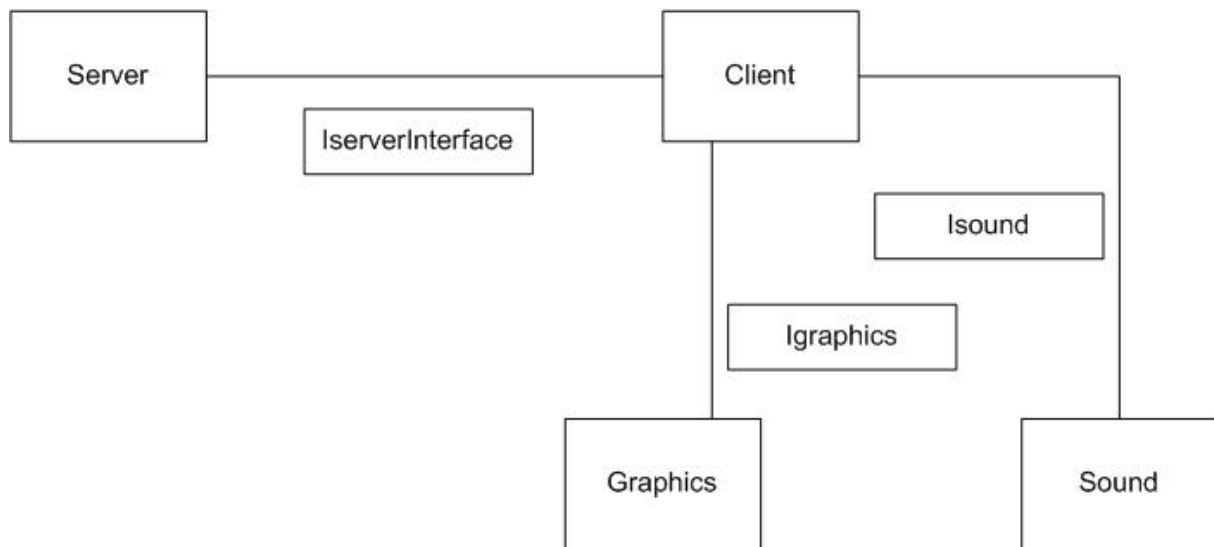 Server
Client
IserverInterface
Isound
Igraphics
Graphics
Sound